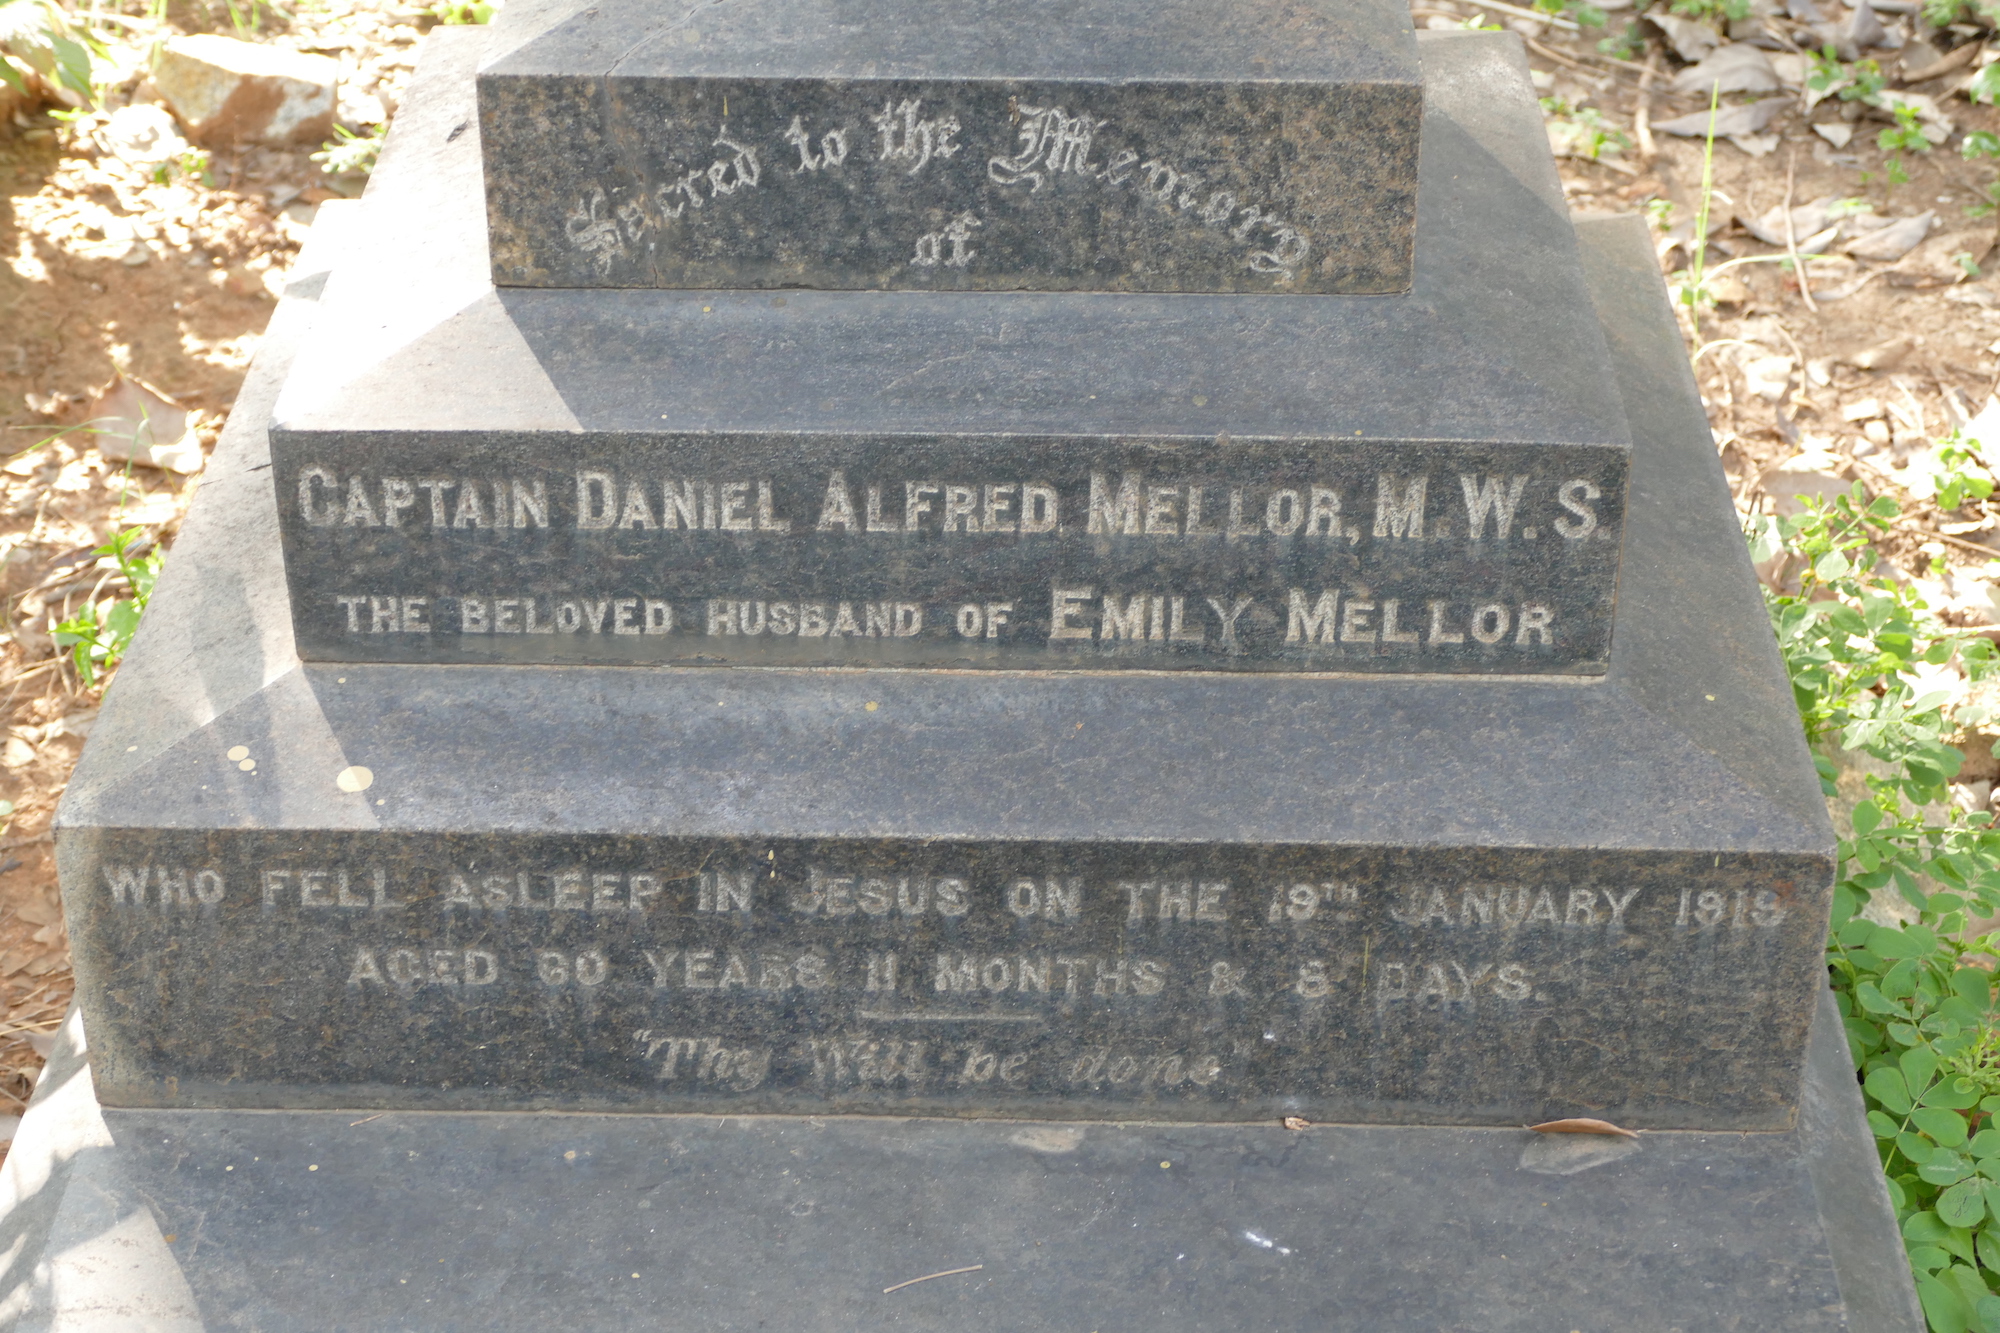 Sacred to the Memory
of
CAPTAIN DANIEL ALFRED MELLOR, M.W.S.
THE BELOVED HUSBAND OF EMILY MELLOR
WHO FELL ASLEEP IN JESUS ON THE 19TH JANUARY 1919
AGED 60 YEARS 11 MONTHS & 8 DAYS.
"Thy Will be done"